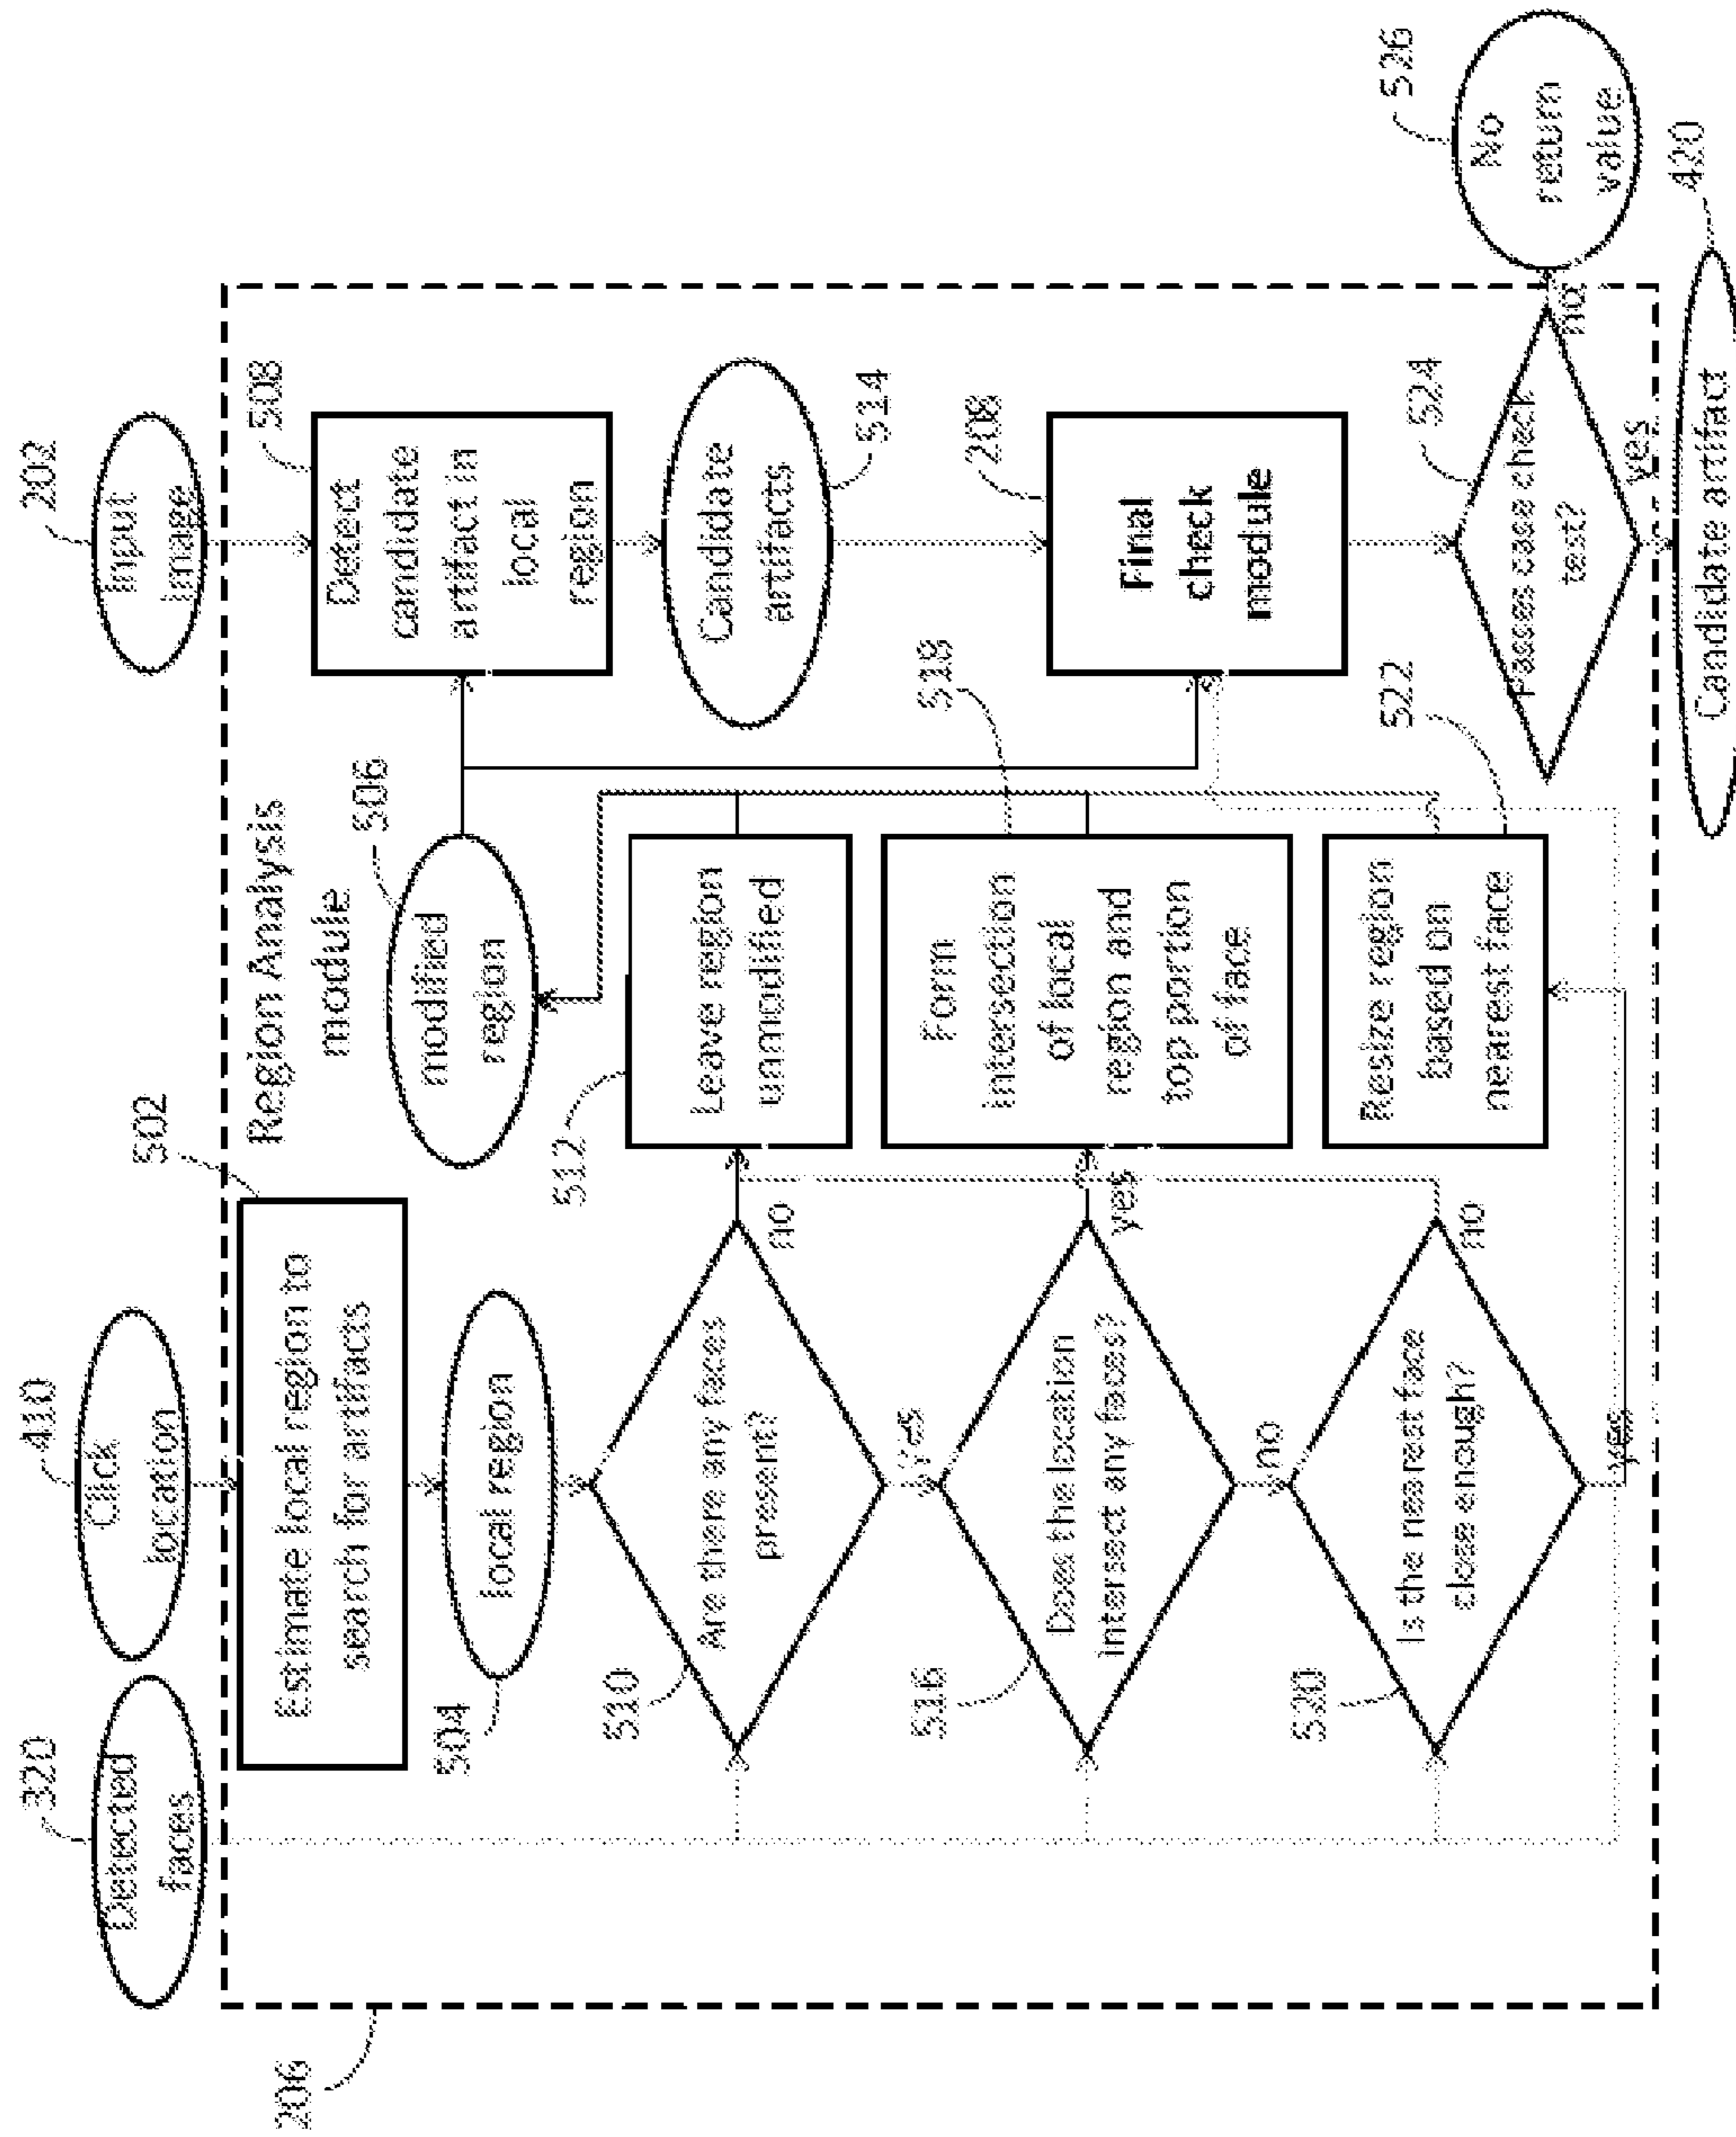 320
Detected
faces
410
Click
location
202
Input
image
206
Region Analysis
module
502
Estimate local region to
search for artifacts
504
local region
506
modified
region
508
Detect
candidate
artifact in
local
region
510
Are there any faces
present?
no
yes
512
Leave region
unmodified
514
Candidate
artifacts
516
Does the location
intersect any faces?
yes
no
518
Form
intersection
of local
region and
top portion
of face
208
Final
check
module
520
Is the nearest face
close enough?
no
yes
522
Resize region
based on
nearest face
524
Passes case check
test?
no
yes
526
No
return
value
420
Candidate artifact